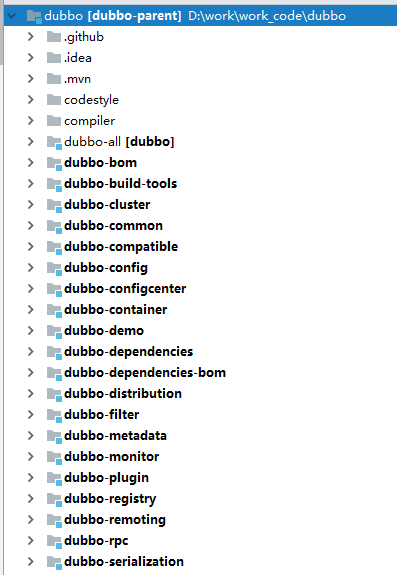 dubbo [dubbo-parent] D:\work\work_code\dubbo
.github
.idea
.mvn
codestyle
compiler
dubbo-all [dubbo]
dubbo-bom
dubbo-build-tools
dubbo-cluster
dubbo-common
dubbo-compatible
dubbo-config
dubbo-configcenter
dubbo-container
dubbo-demo
dubbo-dependencies
dubbo-dependencies-bom
dubbo-distribution
dubbo-filter
dubbo-metadata
dubbo-monitor
dubbo-plugin
dubbo-registry
dubbo-remoting
dubbo-rpc
dubbo-serialization